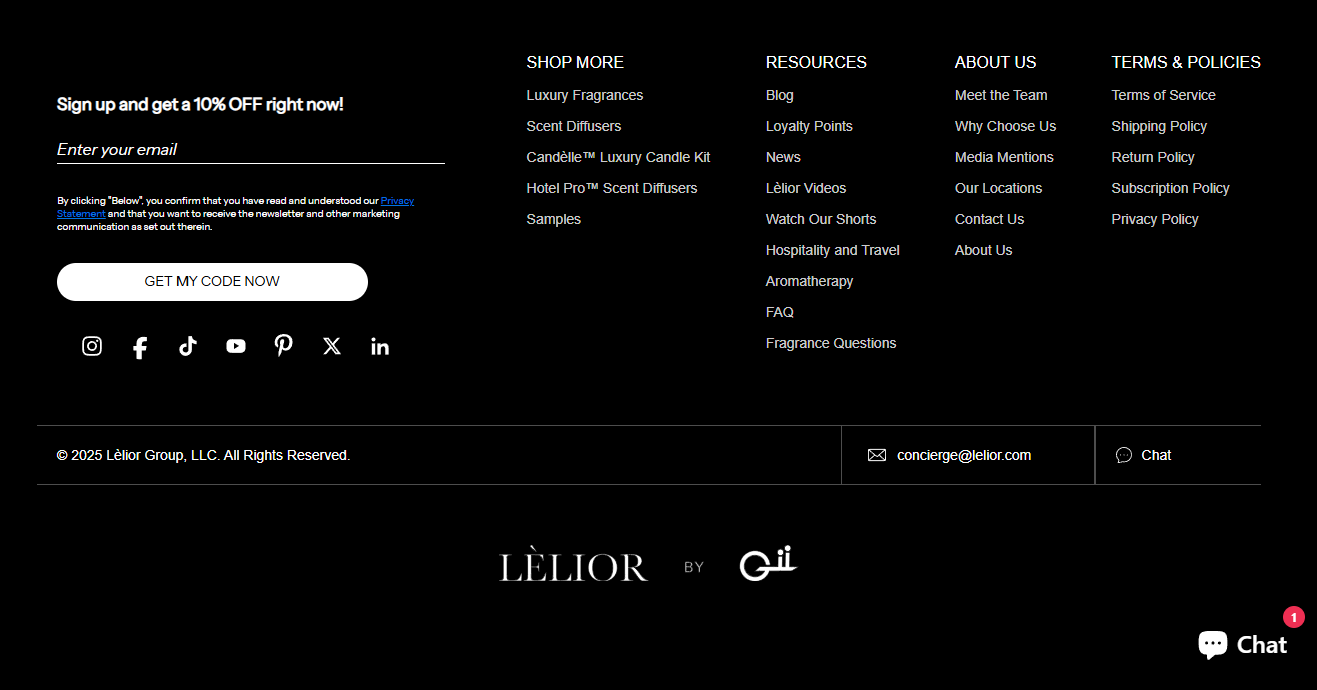 Sign up and get a 10% OFF right now!
Enter your email
By clicking "Below", you confirm that you have read and understood our Privacy
Statement and that you want to receive the newsletter and other marketing
communication as set out therein.
GET MY CODE NOW
SHOP MORE
Luxury Fragrances
Scent Diffusers
Candèlle™ Luxury Candle Kit
Hotel Pro™ Scent Diffusers
Samples
RESOURCES
Blog
Loyalty Points
News
Lèlior Videos
Watch Our Shorts
Hospitality and Travel
Aromatherapy
FAQ
Fragrance Questions
ABOUT US
Meet the Team
Why Choose Us
Media Mentions
Our Locations
Contact Us
About Us
TERMS & POLICIES
Terms of Service
Shipping Policy
Return Policy
Subscription Policy
Privacy Policy
© 2025 Lèlior Group, LLC. All Rights Reserved.
concierge@lelior.com
Chat
LÈLIOR BY
1
Chat